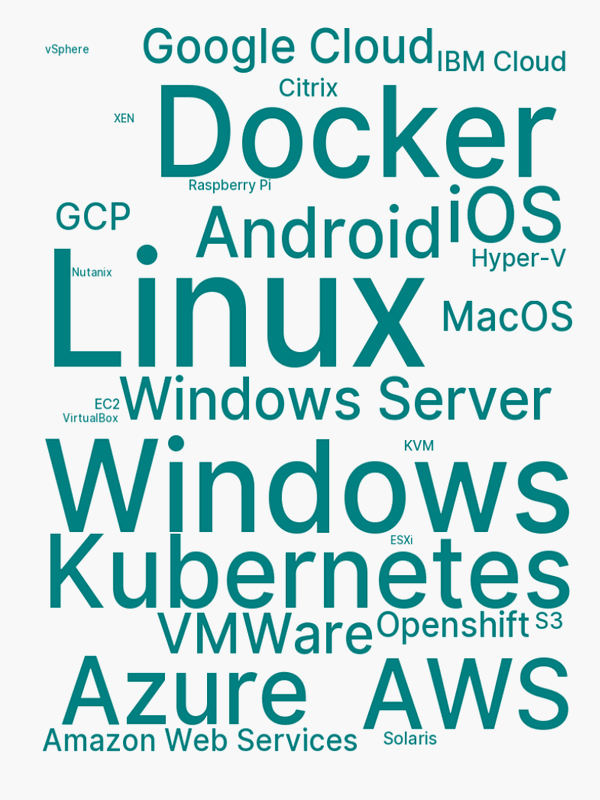 vSphere
Google Cloud
IBM Cloud
Citrix
Docker
XEN
Raspberry Pi
GCP
Android
iOS
Hyper-V
Linux
Nutanix
MacOS
Windows Server
EC2
VirtualBox
Windows
KVM
ESXi
Kubernetes
VMWare
Openshift
S3
Azure
AWS
Amazon Web Services
Solaris